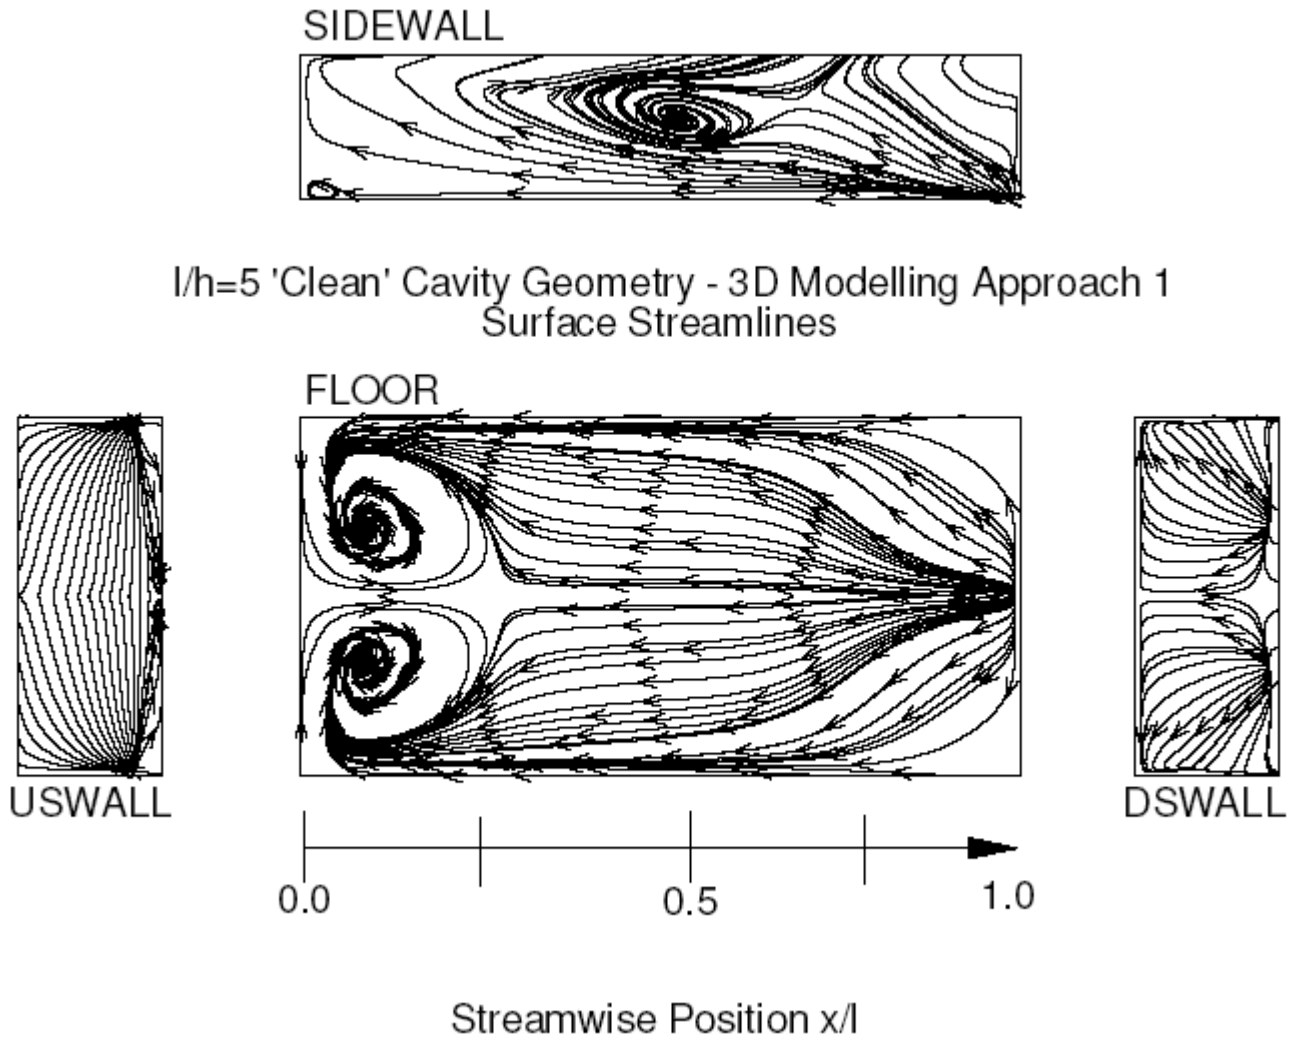 SIDEWALL
l/h=5 'Clean' Cavity Geometry - 3D Modelling Approach 1
Surface Streamlines
FLOOR
USWALL
DSWALL
0.0
0.5
1.0
Streamwise Position x/l